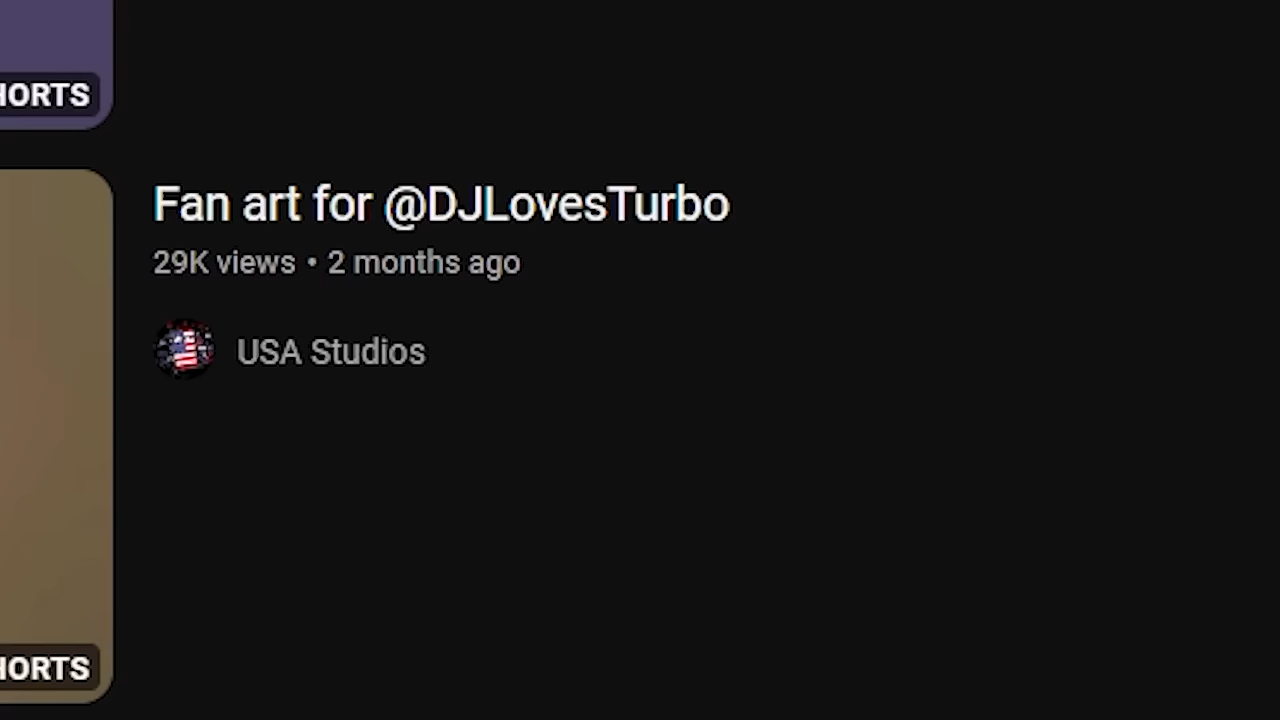 HORTS
Fan art for @DJLovesTurbo
29K views • 2 months ago
USA Studios
HORTS